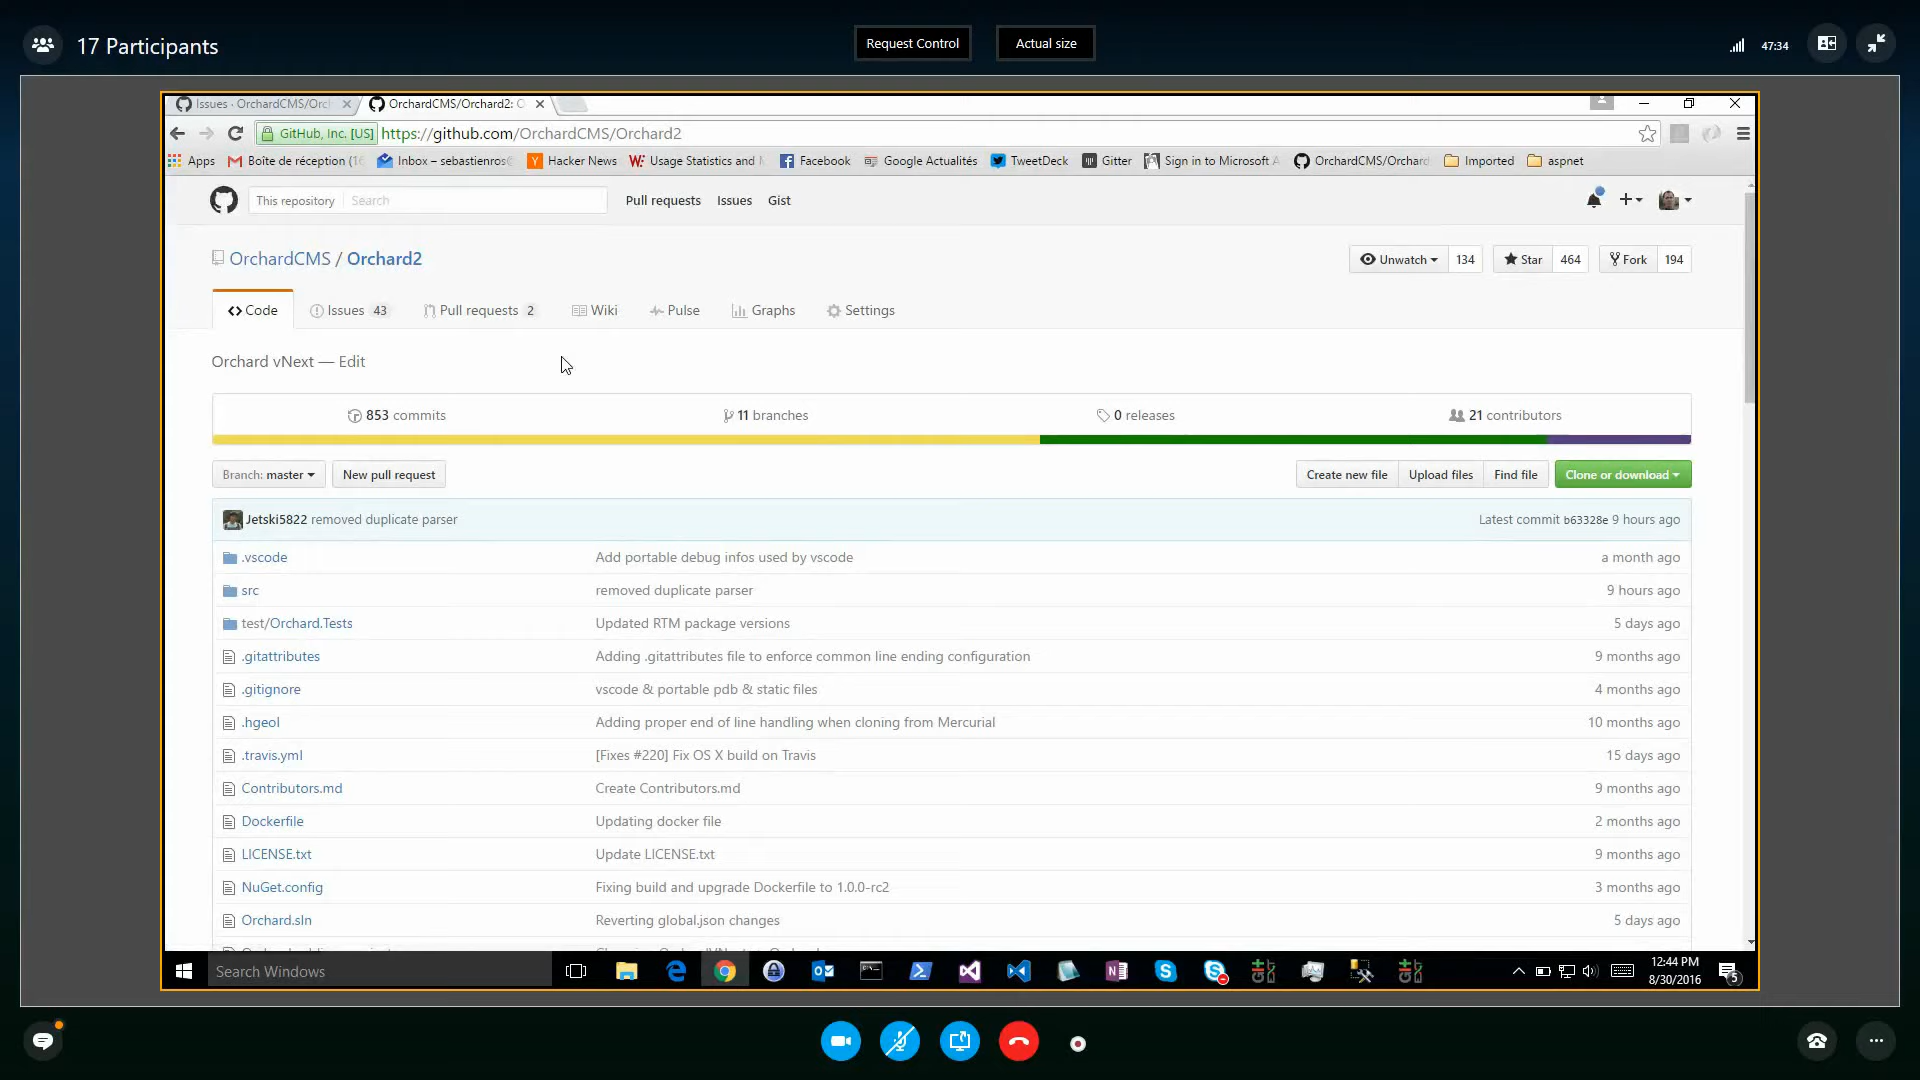 17 Participants
Request Control
Actual size
47:34
Issues · OrchardCMS/Orc
OrchardCMS/Orchard2: O
GitHub, Inc. [US]
https://github.com/OrchardCMS/Orchard2
Apps
Boîte de réception (1
Inbox – sebastienros
Hacker News
Usage Statistics and
Facebook
Google Actualités
TweetDeck
Gitter
Sign in to Microsoft A
OrchardCMS/Orchard
Imported
aspnet
This repository
Search
Pull requests
Issues
Gist
OrchardCMS / Orchard2
Unwatch
134
Star
464
Fork
194
Code
Issues 43
Pull requests 2
Wiki
Pulse
Graphs
Settings
Orchard vNext — Edit
853 commits
11 branches
0 releases
21 contributors
Branch: master
New pull request
Create new file
Upload files
Find file
Clone or download
Jetski5822 removed duplicate parser
Latest commit b63328e 9 hours ago
.vscode
Add portable debug infos used by vscode
a month ago
src
removed duplicate parser
9 hours ago
test/Orchard.Tests
Updated RTM package versions
5 days ago
.gitattributes
Adding .gitattributes file to enforce common line ending configuration
9 months ago
.gitignore
vscode & portable pdb & static files
4 months ago
.hgeol
Adding proper end of line handling when cloning from Mercurial
10 months ago
.travis.yml
[Fixes #220] Fix OS X build on Travis
15 days ago
Contributors.md
Create Contributors.md
9 months ago
Dockerfile
Updating docker file
2 months ago
LICENSE.txt
Update LICENSE.txt
9 months ago
NuGet.config
Fixing build and upgrade Dockerfile to 1.0.0-rc2
3 months ago
Orchard.sln
Reverting global.json changes
5 days ago
Search Windows
12:44 PM
8/30/2016
5